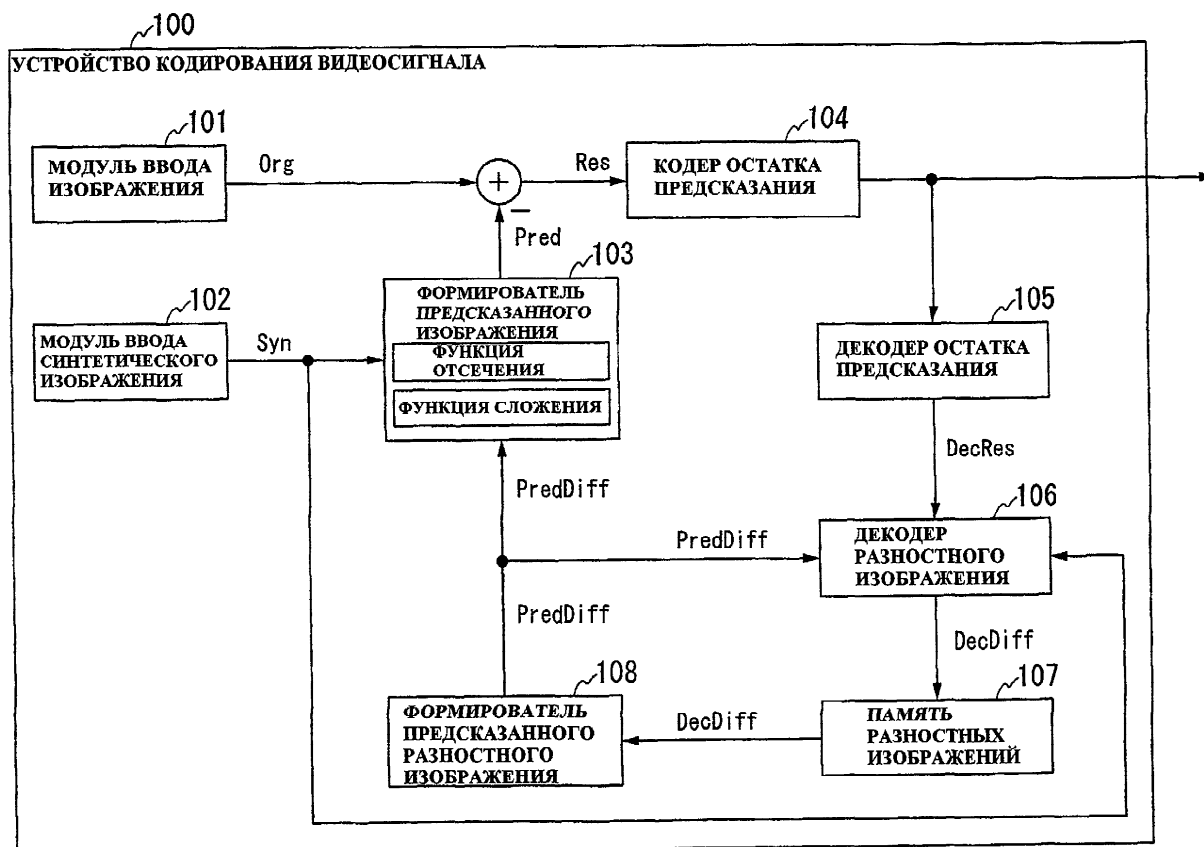 100
УСТРОЙСТВО КОДИРОВАНИЯ ВИДЕОСИГНАЛА
101
МОДУЛЬ ВВОДА
ИЗОБРАЖЕНИЯ
Org
+
−
Res
104
КОДЕР ОСТАТКА
ПРЕДСКАЗАНИЯ
Pred
103
ФОРМИРОВАТЕЛЬ
ПРЕДСКАЗАННОГО
ИЗОБРАЖЕНИЯ
ФУНКЦИЯ
ОТСЕЧЕНИЯ
ФУНКЦИЯ СЛОЖЕНИЯ
102
МОДУЛЬ ВВОДА
СИНТЕТИЧЕСКОГО
ИЗОБРАЖЕНИЯ
Syn
105
ДЕКОДЕР ОСТАТКА
ПРЕДСКАЗАНИЯ
DecRes
PredDiff
106
PredDiff
ДЕКОДЕР
РАЗНОСТНОГО
ИЗОБРАЖЕНИЯ
PredDiff
DecDiff
108
ФОРМИРОВАТЕЛЬ
ПРЕДСКАЗАННОГО
РАЗНОСТНОГО
ИЗОБРАЖЕНИЯ
DecDiff
107
ПАМЯТЬ
РАЗНОСТНЫХ
ИЗОБРАЖЕНИЙ